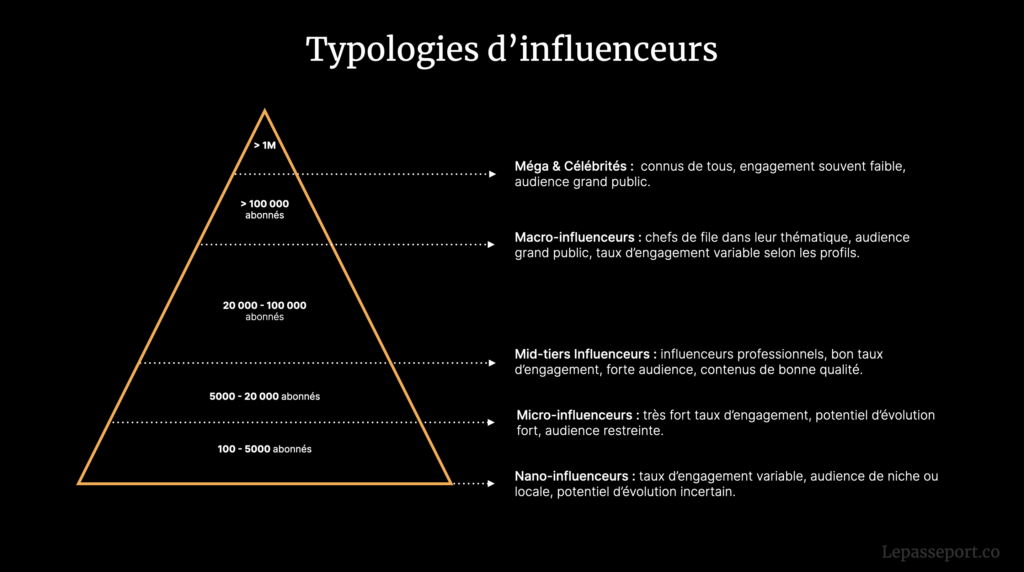 Typologies d’influenceurs
> 1M
Méga & Célébrités : connus de tous, engagement souvent faible,
audience grand public.
> 100 000
abonnés
Macro-influenceurs : chefs de file dans leur thématique, audience
grand public, taux d’engagement variable selon les profils.
20 000 - 100 000
abonnés
Mid-tiers Influenceurs : influenceurs professionnels, bon taux
d’engagement, forte audience, contenus de bonne qualité.
5000 - 20 000 abonnés
Micro-influenceurs : très fort taux d’engagement, potentiel d’évolution
fort, audience restreinte.
100 - 5000 abonnés
Nano-influenceurs : taux d’engagement variable, audience de niche ou
locale, potentiel d’évolution incertain.
Lepasseport.co